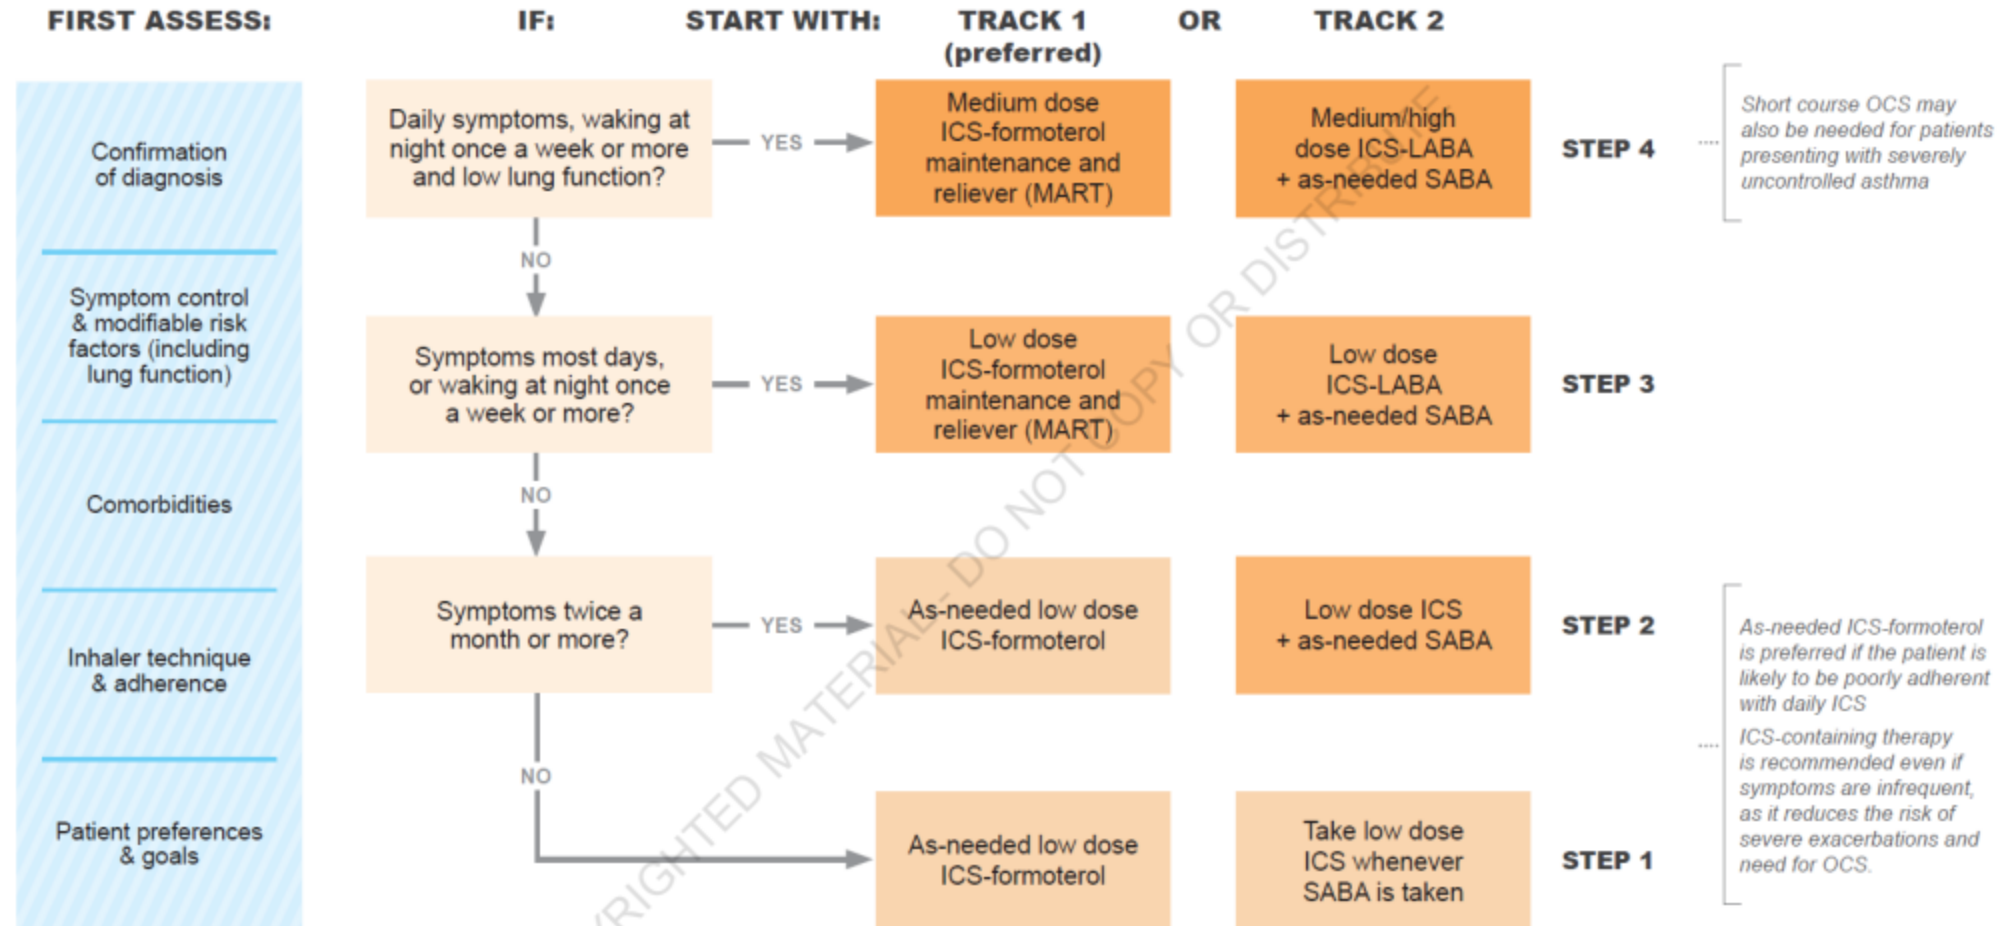 FIRST ASSESS:
IF:
START WITH:
TRACK 1
(preferred)
OR
TRACK 2
Confirmation
of diagnosis
Symptom control
& modifiable risk
factors (including
lung function)
Comorbidities
Inhaler technique
& adherence
Patient preferences
& goals
Daily symptoms, waking at
night once a week or more
and low lung function?
YES
Medium dose
ICS-formoterol
maintenance and
reliever (MART)
Medium/high
dose ICS-LABA
+ as-needed SABA
STEP 4
Short course OCS may
also be needed for patients
presenting with severely
uncontrolled asthma
NO
Symptoms most days,
or waking at night once
a week or more?
YES
Low dose
ICS-formoterol
maintenance and
reliever (MART)
Low dose
ICS-LABA
+ as-needed SABA
STEP 3
NO
Symptoms twice a
month or more?
YES
As-needed low dose
ICS-formoterol
Low dose ICS
+ as-needed SABA
STEP 2
As-needed ICS-formoterol
is preferred if the patient is
likely to be poorly adherent
with daily ICS
ICS-containing therapy
is recommended even if
symptoms are infrequent,
as it reduces the risk of
severe exacerbations and
need for OCS.
NO
As-needed low dose
ICS-formoterol
Take low dose
ICS whenever
SABA is taken
STEP 1
YRIGHTED MATERIAL - DO NOT COPY OR DISTRIBUTE